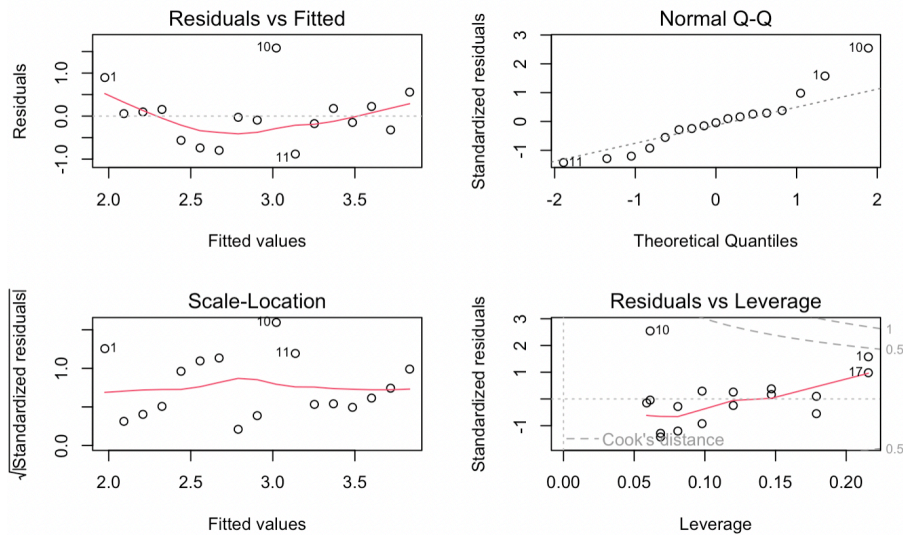 Residuals vs Fitted
Residuals
1.0
0.0
-1.0
1
10
11
2.0 2.5 3.0 3.5
Fitted values
Normal Q-Q
Standardized residuals
3
2
1
0
-1
10
1
11
-2 -1 0 1 2
Theoretical Quantiles
Scale-Location
√|Standardized residuals|
1.0
0.0
1
10
11
2.0 2.5 3.0 3.5
Fitted values
Residuals vs Leverage
Standardized residuals
3
2
1
-1
10
1
17
1
0.5
0.5
Cook's distance
0.00 0.05 0.10 0.15 0.20
Leverage